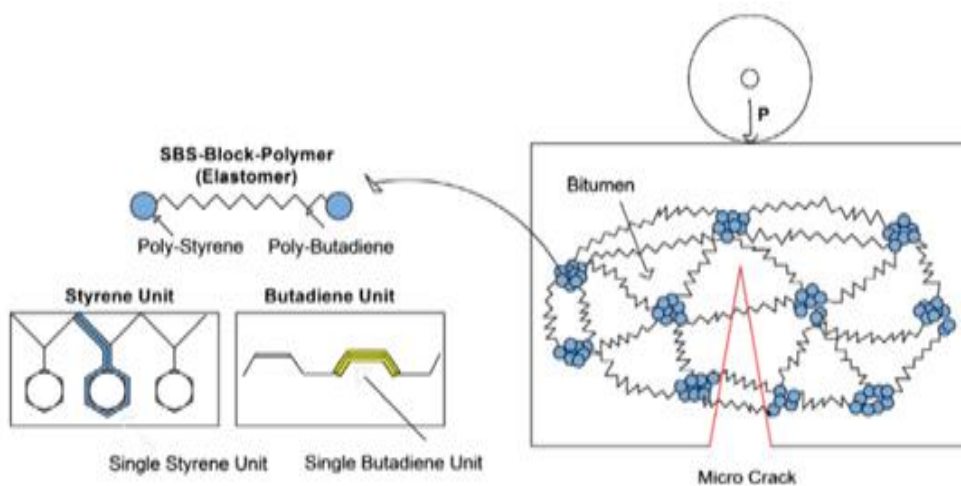 P
SBS-Block-Polymer
(Elastomer)
Bitumen
Poly-Styrene
Poly-Butadiene
Styrene Unit
Butadiene Unit
Single Styrene Unit
Single Butadiene Unit
Micro Crack